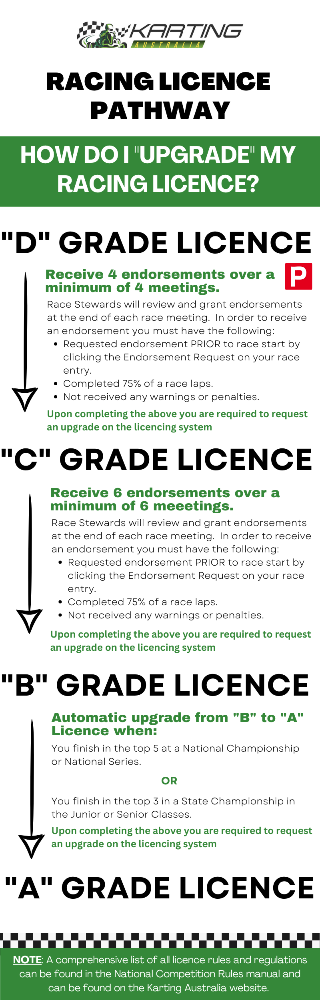 KARTING
AUSTRALIA
RACING LICENCE
PATHWAY
HOW DO I "UPGRADE" MY
RACING LICENCE?
"D" GRADE LICENCE
Receive 4 endorsements over a
minimum of 4 meetings.
P
Race Stewards will review and grant endorsements
at the end of each race meeting.  In order to receive
an endorsement you must have the following:
• Requested endorsement PRIOR to race start by
clicking the Endorsement Request on your race
entry.
• Completed 75% of a race laps.
• Not received any warnings or penalties.
Upon completing the above you are required to request
an upgrade on the licencing system
"C" GRADE LICENCE
Receive 6 endorsements over a
minimum of 6 meeetings.
Race Stewards will review and grant endorsements
at the end of each race meeting.  In order to receive
an endorsement you must have the following:
• Requested endorsement PRIOR to race start by
clicking the Endorsement Request on your race
entry.
• Completed 75% of a race laps.
• Not received any warnings or penalties.
Upon completing the above you are required to request
an upgrade on the licencing system
"B" GRADE LICENCE
Automatic upgrade from "B" to "A"
Licence when:
You finish in the top 5 at a National Championship
or National Series.
OR
You finish in the top 3 in a State Championship in
the Junior or Senior Classes.
Upon completing the above you are required to request
an upgrade on the licencing system
"A" GRADE LICENCE
NOTE: A comprehensive list of all licence rules and regulations
can be found in the National Competition Rules manual and
can be found on the Karting Australia website.